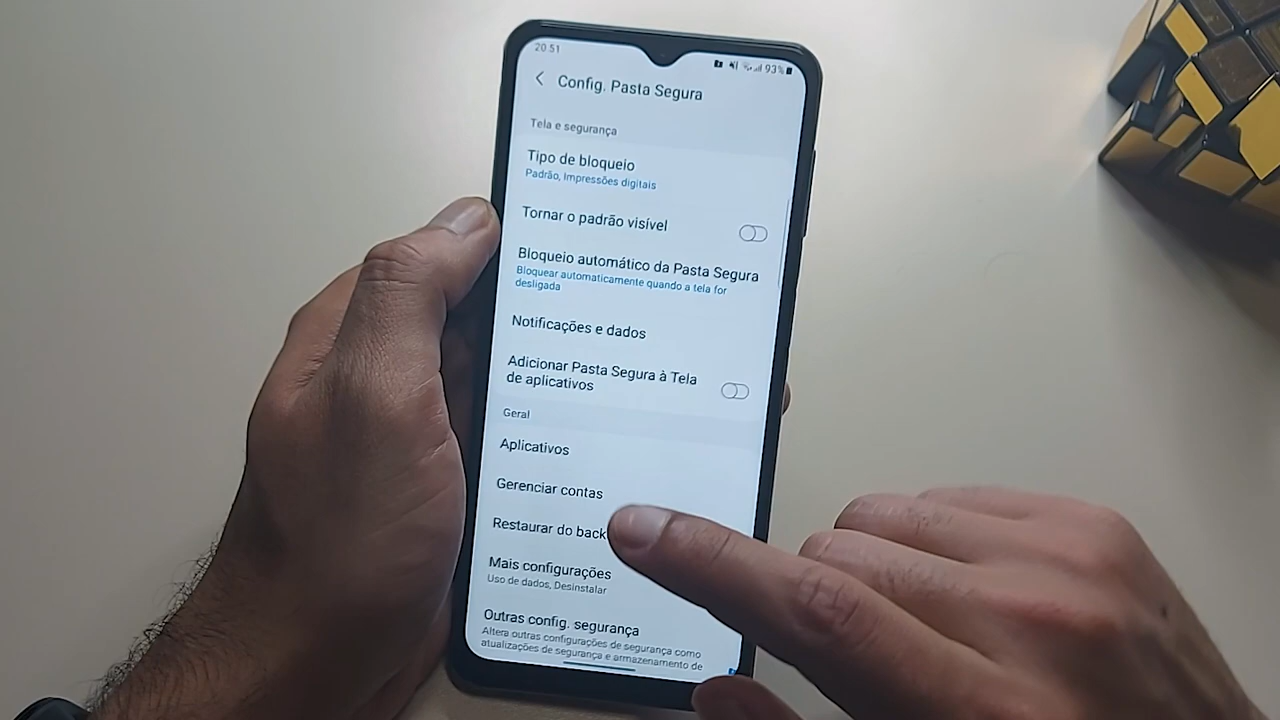 20:51
93%
Config. Pasta Segura
Tela e segurança
Tipo de bloqueio
Padrão, Impressões digitais
Tornar o padrão visível
Bloqueio automático da Pasta Segura
Bloquear automaticamente quando a tela for
desligada
Notificações e dados
Adicionar Pasta Segura à Tela
de aplicativos
Geral
Aplicativos
Gerenciar contas
Restaurar do back
Mais configurações
Uso de dados, Desinstalar
Outras config. segurança
Altera outras configurações de segurança como
atualizações de segurança e armazenamento de